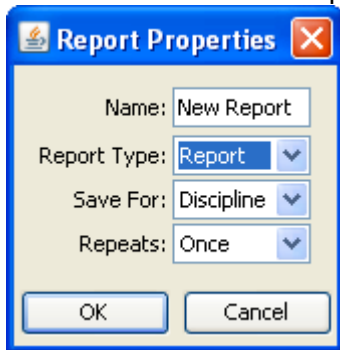 Report Properties
Name: New Report
Report Type: Report
Save For: Discipline
Repeats: Once
OK Cancel